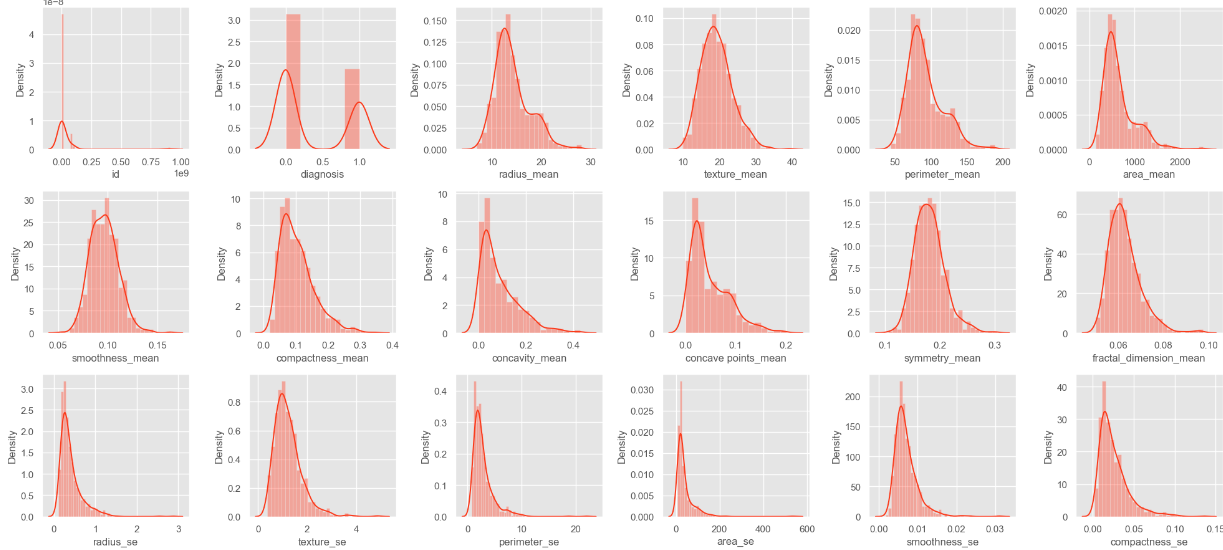 1e−8
Density 4 3 2 1 0 0.00 0.25 0.50 0.75 1.00 1e9 id
Density 3.0 2.5 2.0 1.5 1.0 0.5 0.0 0.0 0.5 1.0 diagnosis
Density 0.150 0.125 0.100 0.075 0.050 0.025 0.000 10 20 30 radius_mean
Density 0.10 0.08 0.06 0.04 0.02 0.00 10 20 30 40 texture_mean
Density 0.020 0.015 0.010 0.005 0.000 50 100 150 200 perimeter_mean
Density 0.0020 0.0015 0.0010 0.0005 0.0000 0 1000 2000 area_mean
Density 30 25 20 15 10 5 0 0.05 0.10 0.15 smoothness_mean
Density 10 8 6 4 2 0 0.0 0.1 0.2 0.3 0.4 compactness_mean
Density 10 8 6 4 2 0 0.0 0.2 0.4 concavity_mean
Density 15 10 5 0 0.0 0.1 0.2 concave points_mean
Density 15.0 12.5 10.0 7.5 5.0 2.5 0.0 0.1 0.2 0.3 symmetry_mean
Density 60 40 20 0 0.04 0.06 0.08 0.10 fractal_dimension_mean
Density 3.0 2.5 2.0 1.5 1.0 0.5 0.0 0 1 2 3 radius_se
Density 0.8 0.6 0.4 0.2 0.0 0 2 4 texture_se
Density 0.4 0.3 0.2 0.1 0.0 0 10 20 perimeter_se
Density 0.030 0.025 0.020 0.015 0.010 0.005 0.000 0 200 400 600 area_se
Density 200 150 100 50 0 0.00 0.01 0.02 0.03 smoothness_se
Density 40 30 20 10 0 0.00 0.05 0.10 0.15 compactness_se